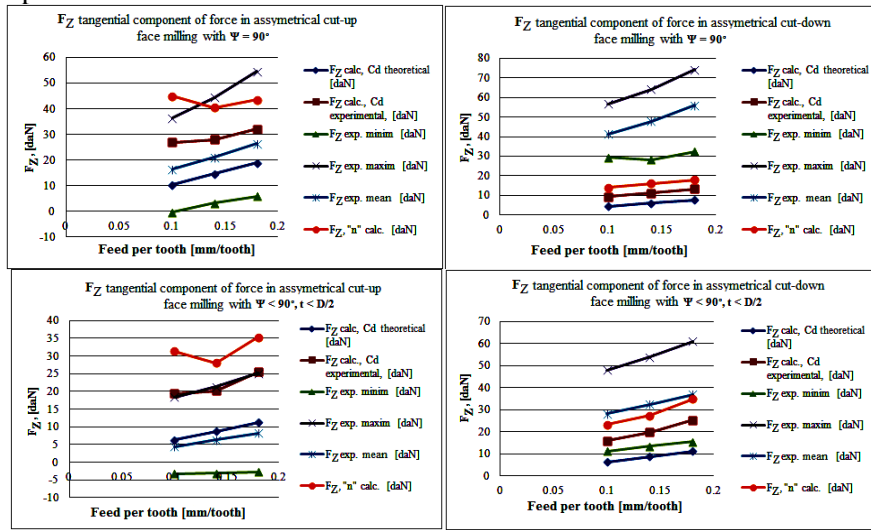 FZ tangential component of force in assymetrical cut-up
face milling with Ψ = 90°
60
50
40
30
20
10
0
-10
0
0.05
0.1
0.15
0.2
FZ, [daN]
Feed per tooth [mm/tooth]
FZ calc, Cd theoretical
[daN]
FZ calc., Cd
experimental, [daN]
FZ exp. minim [daN]
FZ exp. maxim [daN]
FZ exp. mean [daN]
FZ, "n" calc. [daN]
FZ tangential component of force in assymetrical cut-down
face milling with Ψ = 90°
80
70
60
50
40
30
20
10
0
0
0.05
0.1
0.15
0.2
FZ, [daN]
Feed per tooth [mm/tooth]
FZ calc, Cd theoretical
[daN]
FZ calc., Cd
experimental, [daN]
FZ exp. minim [daN]
FZ exp. maxim [daN]
FZ exp. mean [daN]
FZ, "n" calc. [daN]
FZ tangential component of force in assymetrical cut-up
face milling with Ψ < 90°, t < D/2
40
35
30
25
20
15
10
5
0
-5
-10
0
0.05
0.1
0.15
0.2
FZ, [daN]
Feed per tooth [mm/tooth]
FZ calc, Cd theoretical
[daN]
FZ calc., Cd
experimental, [daN]
FZ exp. minim [daN]
FZ exp. maxim [daN]
FZ exp. mean [daN]
FZ, "n" calc. [daN]
FZ tangential component of force in assymetrical cut-down
face milling with Ψ < 90°, t < D/2
70
60
50
40
30
20
10
0
0
0.05
0.1
0.15
0.2
FZ, [daN]
Feed per tooth [mm/tooth]
FZ calc, Cd theoretical
[daN]
FZ calc., Cd
experimental, [daN]
FZ exp. minim [daN]
FZ exp. maxim [daN]
FZ exp. mean [daN]
FZ, "n" calc. [daN]